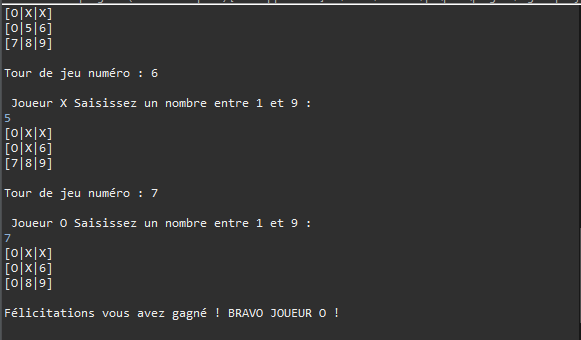 [O|X|X]
[O|5|6]
[7|8|9]
Tour de jeu numéro : 6
Joueur X Saisissez un nombre entre 1 et 9 :
5
[O|X|X]
[O|X|6]
[7|8|9]
Tour de jeu numéro : 7
Joueur O Saisissez un nombre entre 1 et 9 :
7
[O|X|X]
[O|X|6]
[O|8|9]
Félicitations vous avez gagné ! BRAVO JOUEUR O !